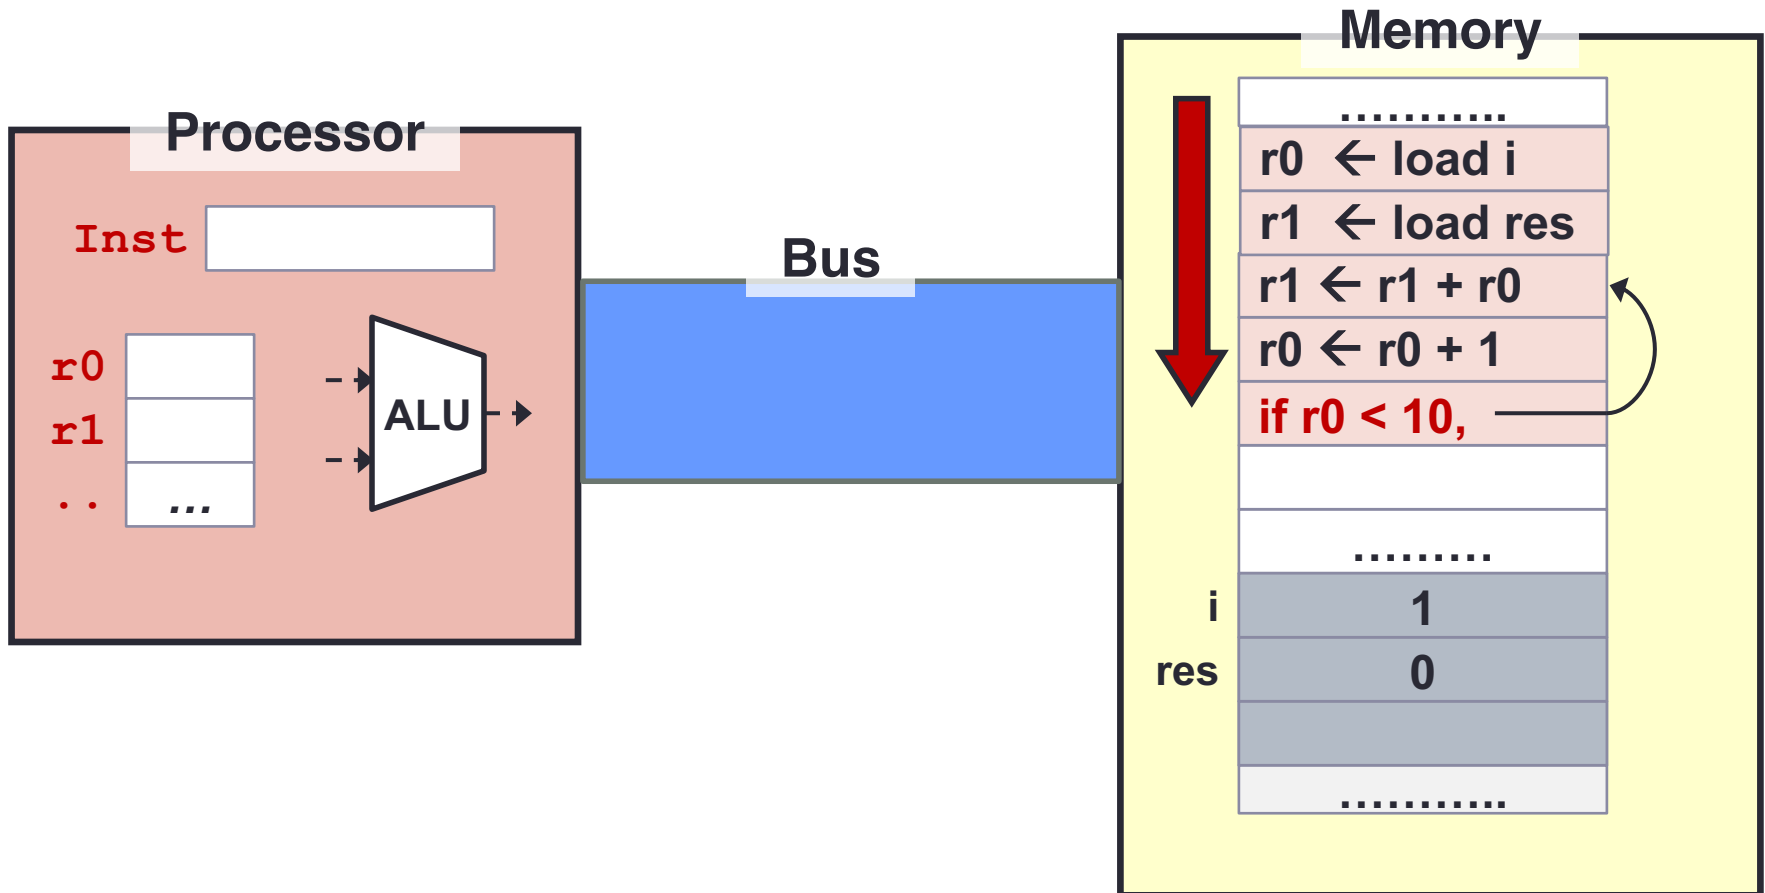 Processor
Inst
r0
r1
..
...
ALU
Bus
Memory
...........
r0 ← load i
r1 ← load res
r1 ← r1 + r0
r0 ← r0 + 1
if r0 < 10,
.........
i 1
res 0
...........